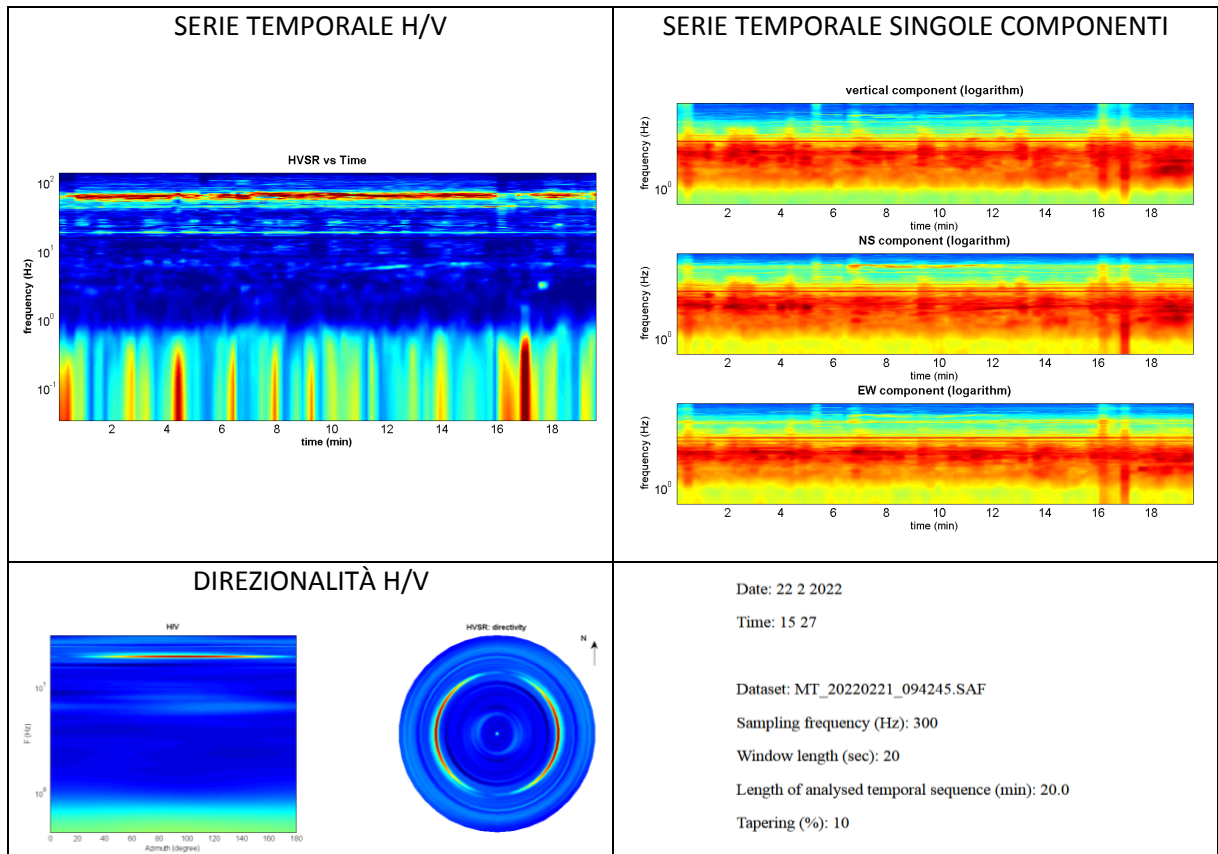 SERIE TEMPORALE H/V
HVSR vs Time
frequency (Hz)
10²
10¹
10⁰
10⁻¹
2 4 6 8 10 12 14 16 18
time (min)
SERIE TEMPORALE SINGOLE COMPONENTI
vertical component (logarithm)
frequency (Hz)
10⁰
2 4 6 8 10 12 14 16 18
time (min)
NS component (logarithm)
frequency (Hz)
10⁰
2 4 6 8 10 12 14 16 18
time (min)
EW component (logarithm)
frequency (Hz)
10⁰
2 4 6 8 10 12 14 16 18
time (min)
DIREZIONALITÀ H/V
H/V
F (Hz)
10¹
10⁰
0 20 40 60 80 100 120 140 160 180
Azimuth (degree)
HVSR: directivity
N
Date: 22 2 2022
Time: 15 27
Dataset: MT_20220221_094245.SAF
Sampling frequency (Hz): 300
Window length (sec): 20
Length of analysed temporal sequence (min): 20.0
Tapering (%): 10